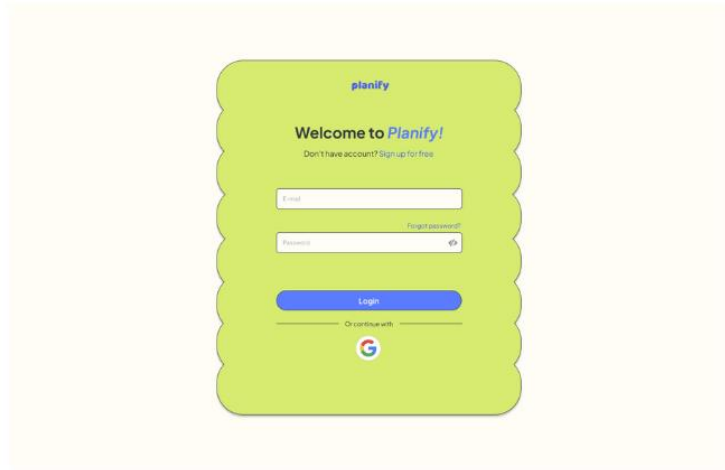 planify
Welcome to Planify!
Don't have account? Sign up for free
E-mail
Forgot password?
Password
Login
Or continue with
G